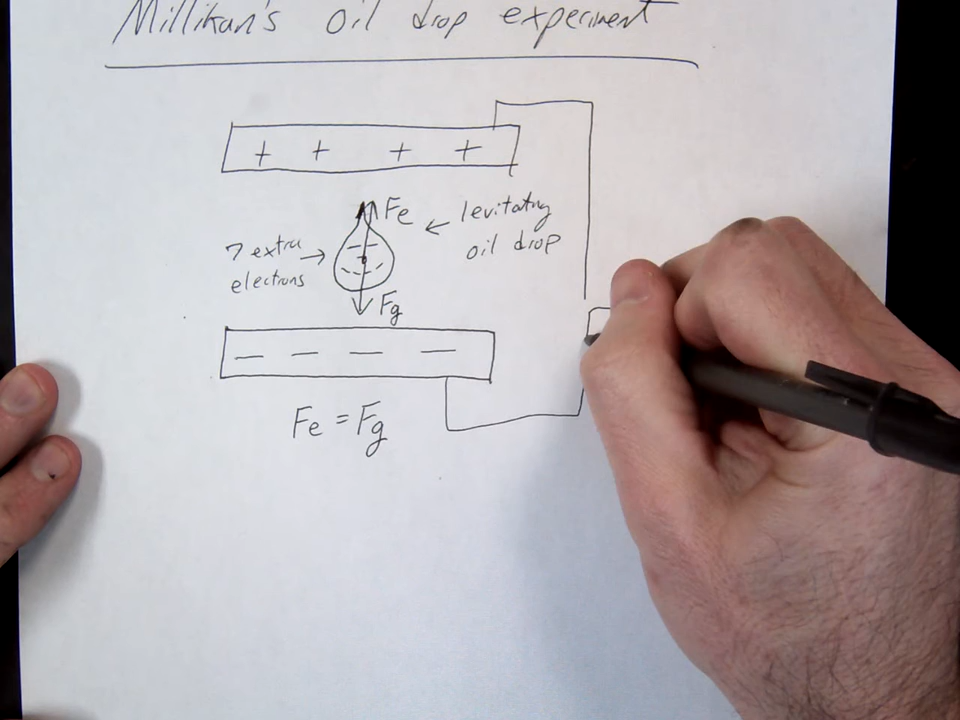 Millikan's oil drop experiment
+ + + +
Fe
levitating
oil drop
7 extra
electrons
Fg
— — — —
Fe = Fg